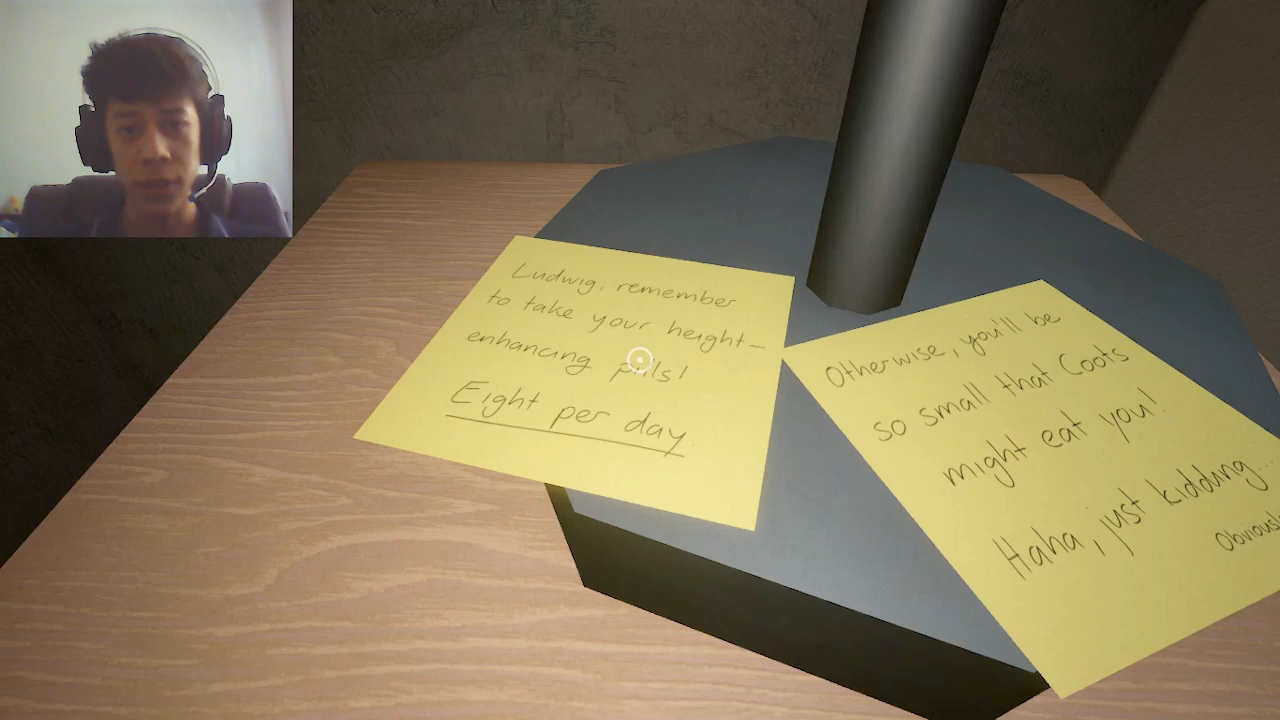 Ludwig, remember
to take your height-
enhancing pills!
Eight per day.
Otherwise, you'll be
so small that Coots
might eat you!
Haha, just kidding...